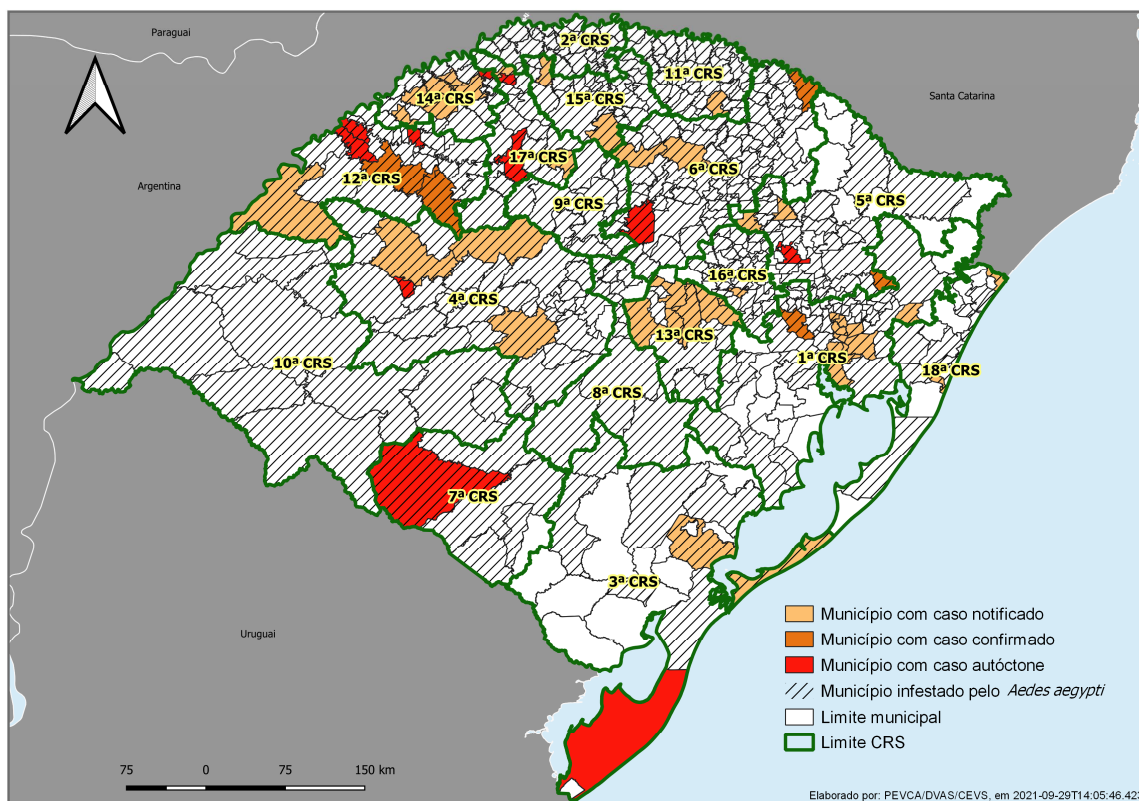 Paraguai
Santa Catarina
Argentina
Uruguai
2ª CRS
11ª CRS
14ª CRS
15ª CRS
17ª CRS
6ª CRS
12ª CRS
9ª CRS
5ª CRS
16ª CRS
4ª CRS
13ª CRS
1ª CRS
10ª CRS
18ª CRS
8ª CRS
7ª CRS
3ª CRS
Município com caso notificado
Município com caso confirmado
Município com caso autóctone
Município infestado pelo Aedes aegypti
Limite municipal
Limite CRS
75 0 75 150 km
Elaborado por: PEVCA/DVAS/CEVS, em 2021-09-29T14:05:46.423